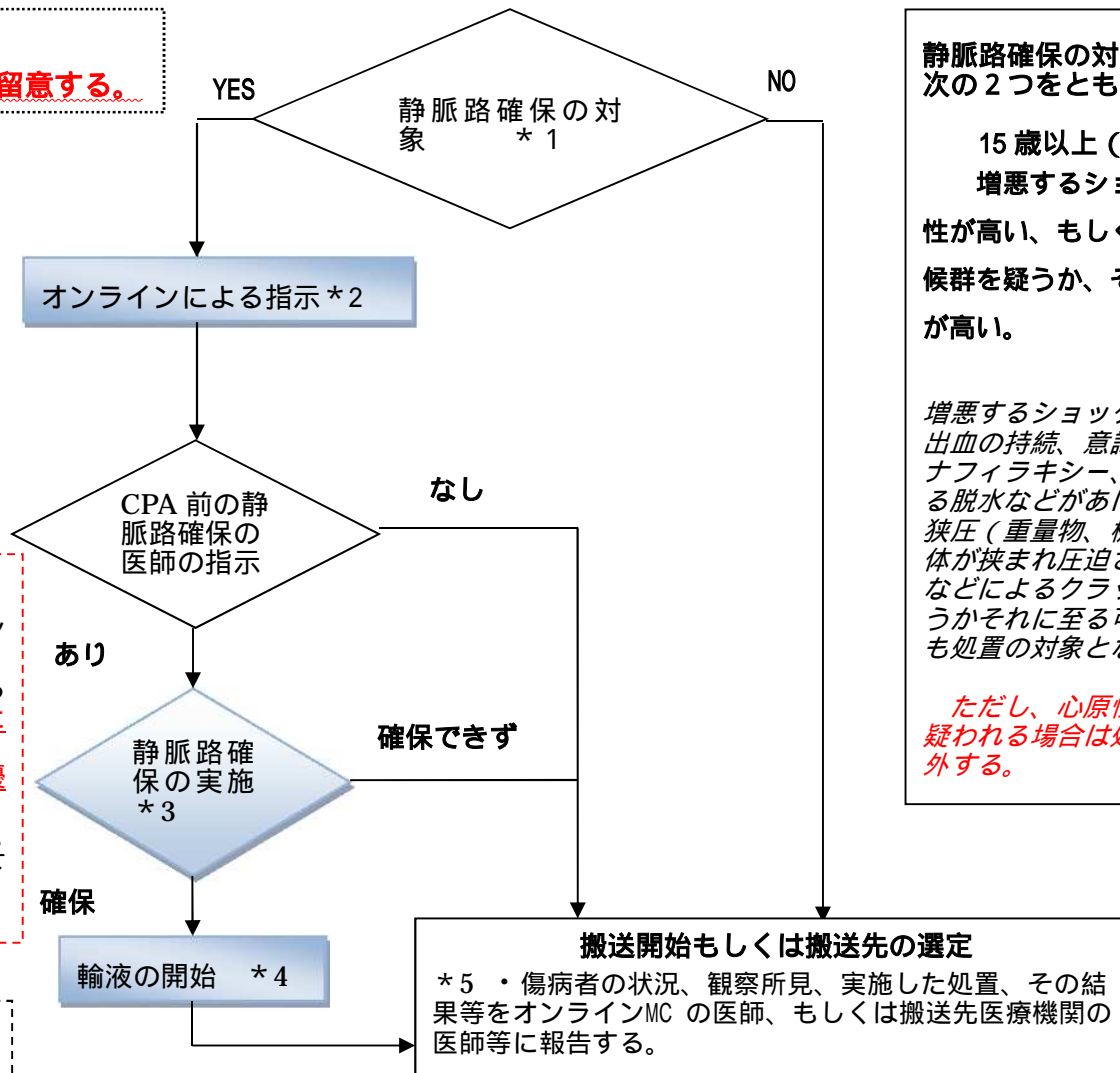 留意する。
YES
NO
静脈路確保の対
象 ＊1
オンラインによる指示＊2
CPA 前の静
脈路確保の
医師の指示
なし
あり
静脈路確
保の実施
＊3
確保できず
確保
輸液の開始 ＊4
搬送開始もしくは搬送先の選定
＊5 ・傷病者の状況、観察所見、実施した処置、その結
果等をオンラインMC の医師、もしくは搬送先医療機関の
医師等に報告する。
静脈路確保の対
次の２つをとも
15 歳以上（
増悪するショ
性が高い、もしく
候群を疑うか、そ
が高い。
増悪するショック
出血の持続、意識
ナフィラキシー、
る脱水などがあ
狭圧（重量物、
体が挟まれ圧迫さ
などによるクラッ
うかそれに至る
も処置の対象とな
ただし、心原性
疑われる場合は処
外する。